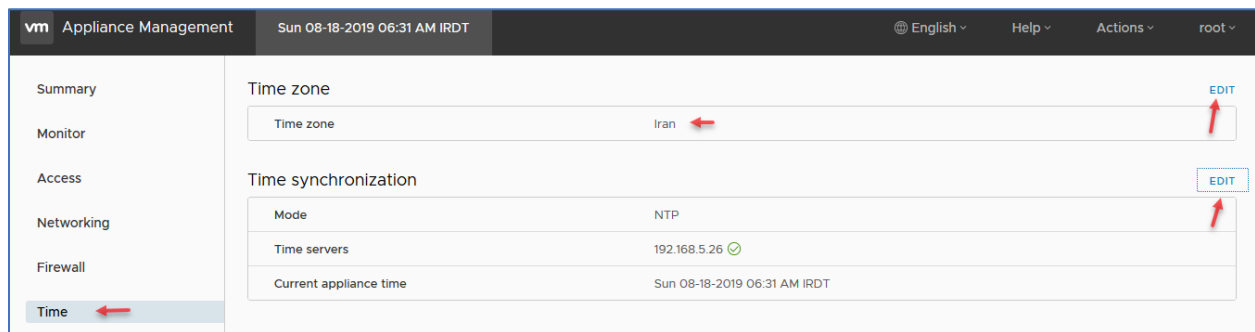 vm Appliance Management Sun 08-18-2019 06:31 AM IRDT English Help Actions root
Summary
Monitor
Access
Networking
Firewall
Time
Time zone EDIT
Time zone Iran
Time synchronization EDIT
Mode NTP
Time servers 192.168.5.26
Current appliance time Sun 08-18-2019 06:31 AM IRDT